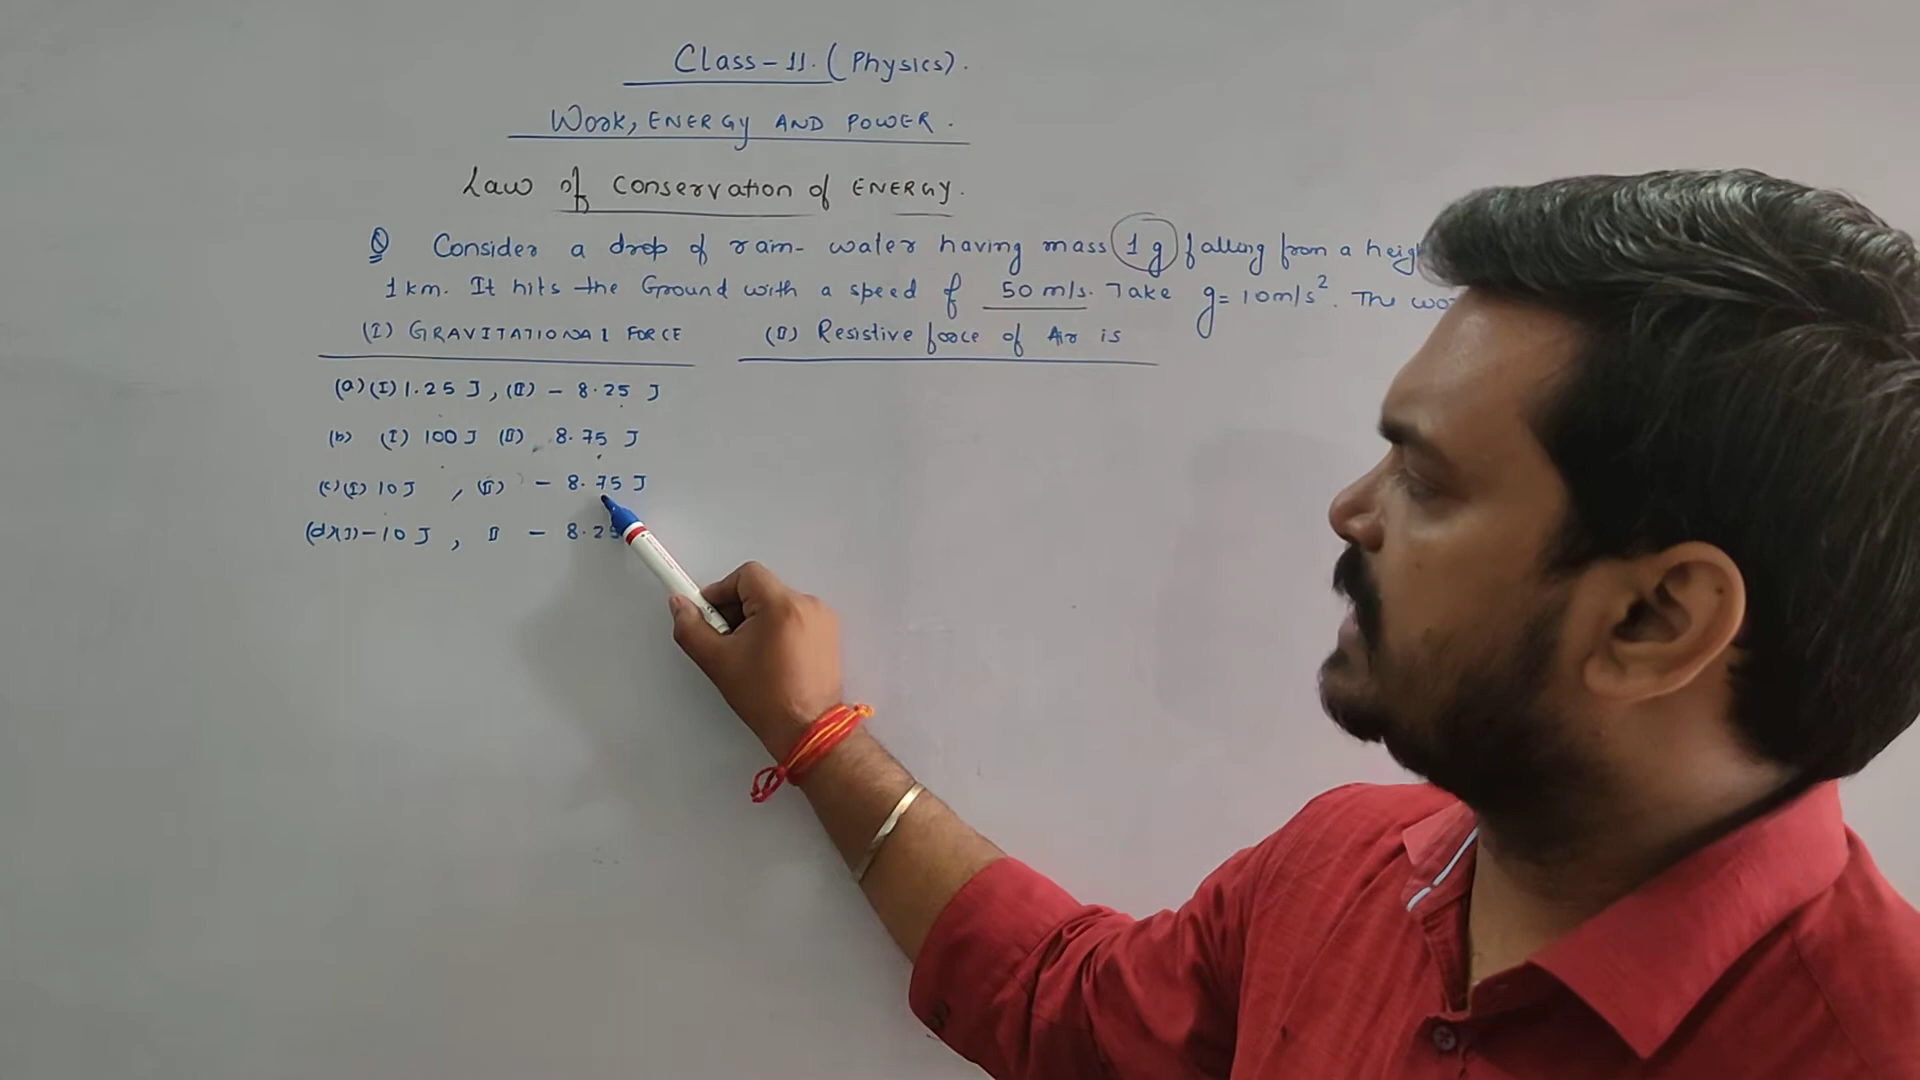 Class-11. (Physics).
Work, ENERGY AND POWER.
Law of Conservation of ENERGY.
Q Consider a drop of rain-water having mass 1 g falling from a heig
1 km. It hits the Ground with a speed of 50 m/s. Take g= 10 m/s². The wo
(I) GRAVITATIONAL FORCE (II) Resistive force of Air is
(a) (I) 1.25 J, (II) - 8.25 J
(b) (I) 100 J (II) 8.75 J
(c) (I) 10 J , (II) - 8.75 J
(d) (I) -10 J , II - 8.25